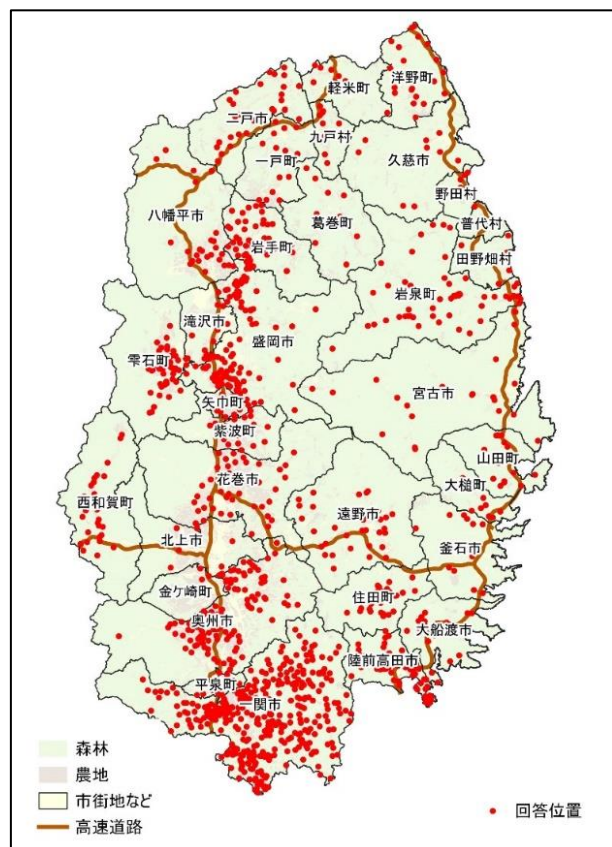 洋野町
軽米町
二戸市
九戸村
久慈市
一戸町
野田村
八幡平市
葛巻町
普代村
岩手町
田野畑村
岩泉町
滝沢市
盛岡市
雫石町
宮古市
矢巾町
紫波町
山田町
大槌町
花巻市
西和賀町
遠野市
北上市
釜石市
金ケ崎町
住田町
奥州市
大船渡市
陸前高田市
平泉町
一関市
森林
農地
市街地など
高速道路
回答位置